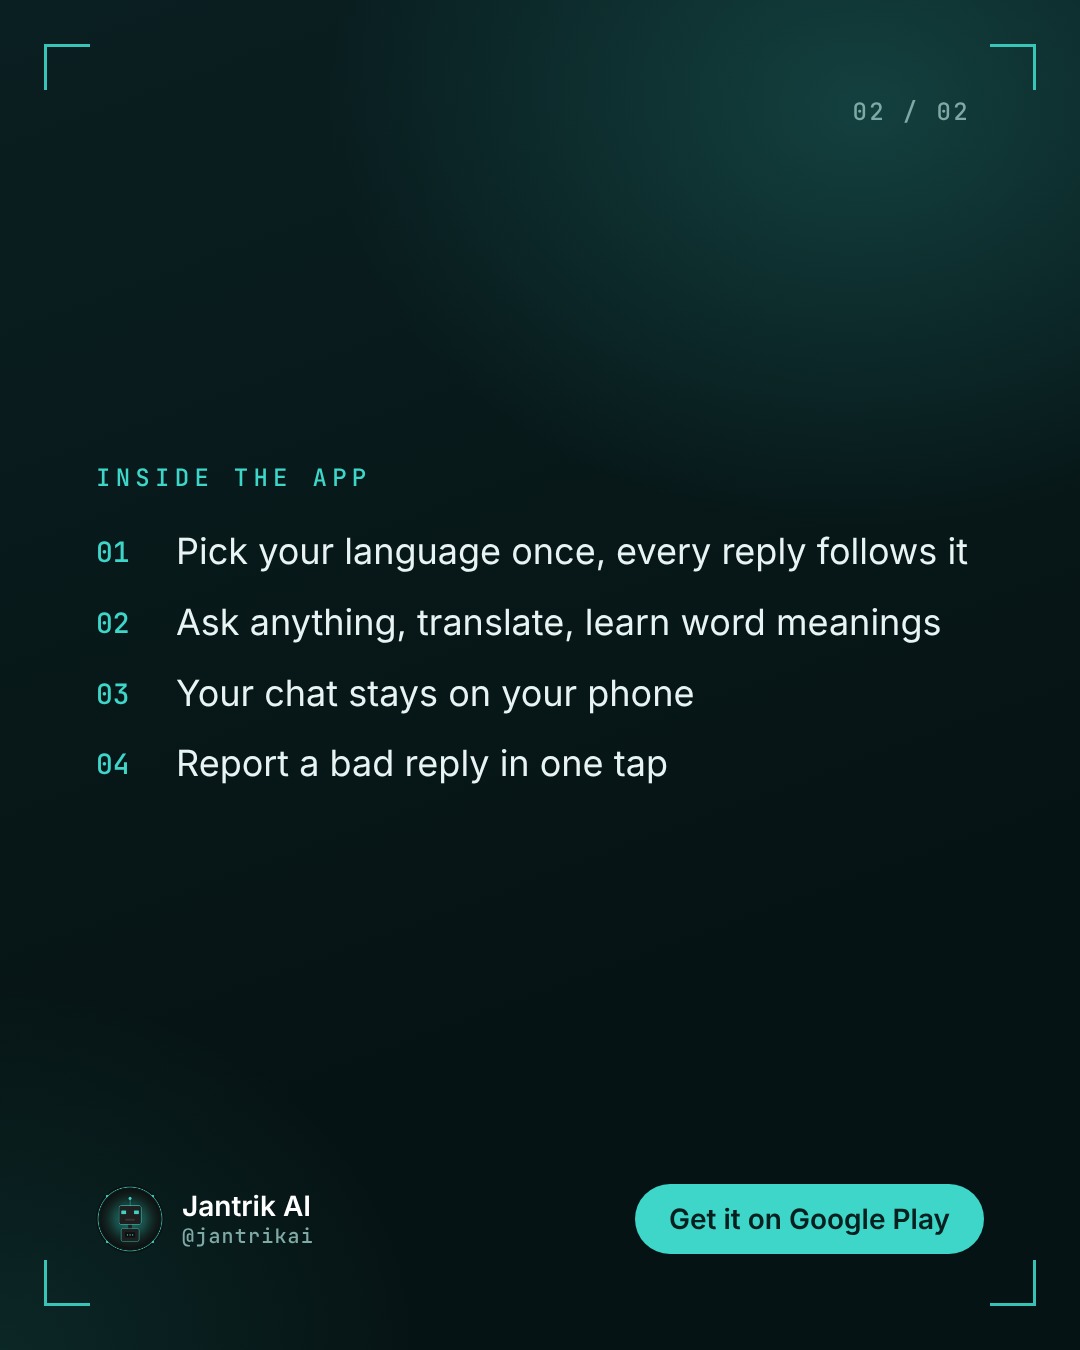 02 / 02
INSIDE THE APP
01 Pick your language once, every reply follows it
02 Ask anything, translate, learn word meanings
03 Your chat stays on your phone
04 Report a bad reply in one tap
Jantrik AI
@jantrikai
Get it on Google Play